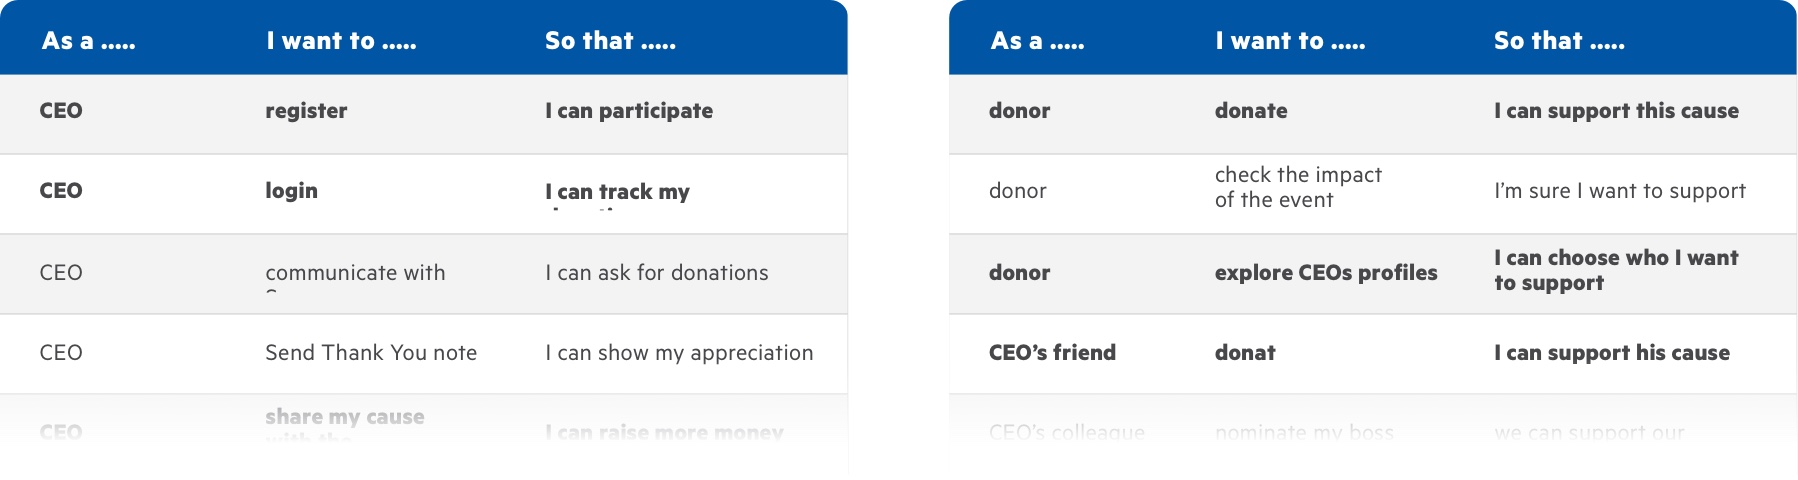 As a ..... I want to ..... So that .....
CEO register I can participate
CEO login I can track my
CEO communicate with I can ask for donations
CEO Send Thank You note I can show my appreciation
share my cause
CEO with the I can raise more money
As a ..... I want to ..... So that .....
donor donate I can support this cause
donor check the impact
of the event I'm sure I want to support
donor explore CEOs profiles I can choose who I want
to support
CEO's friend donat I can support his cause
CEO's colleague nominate my boss we can support our